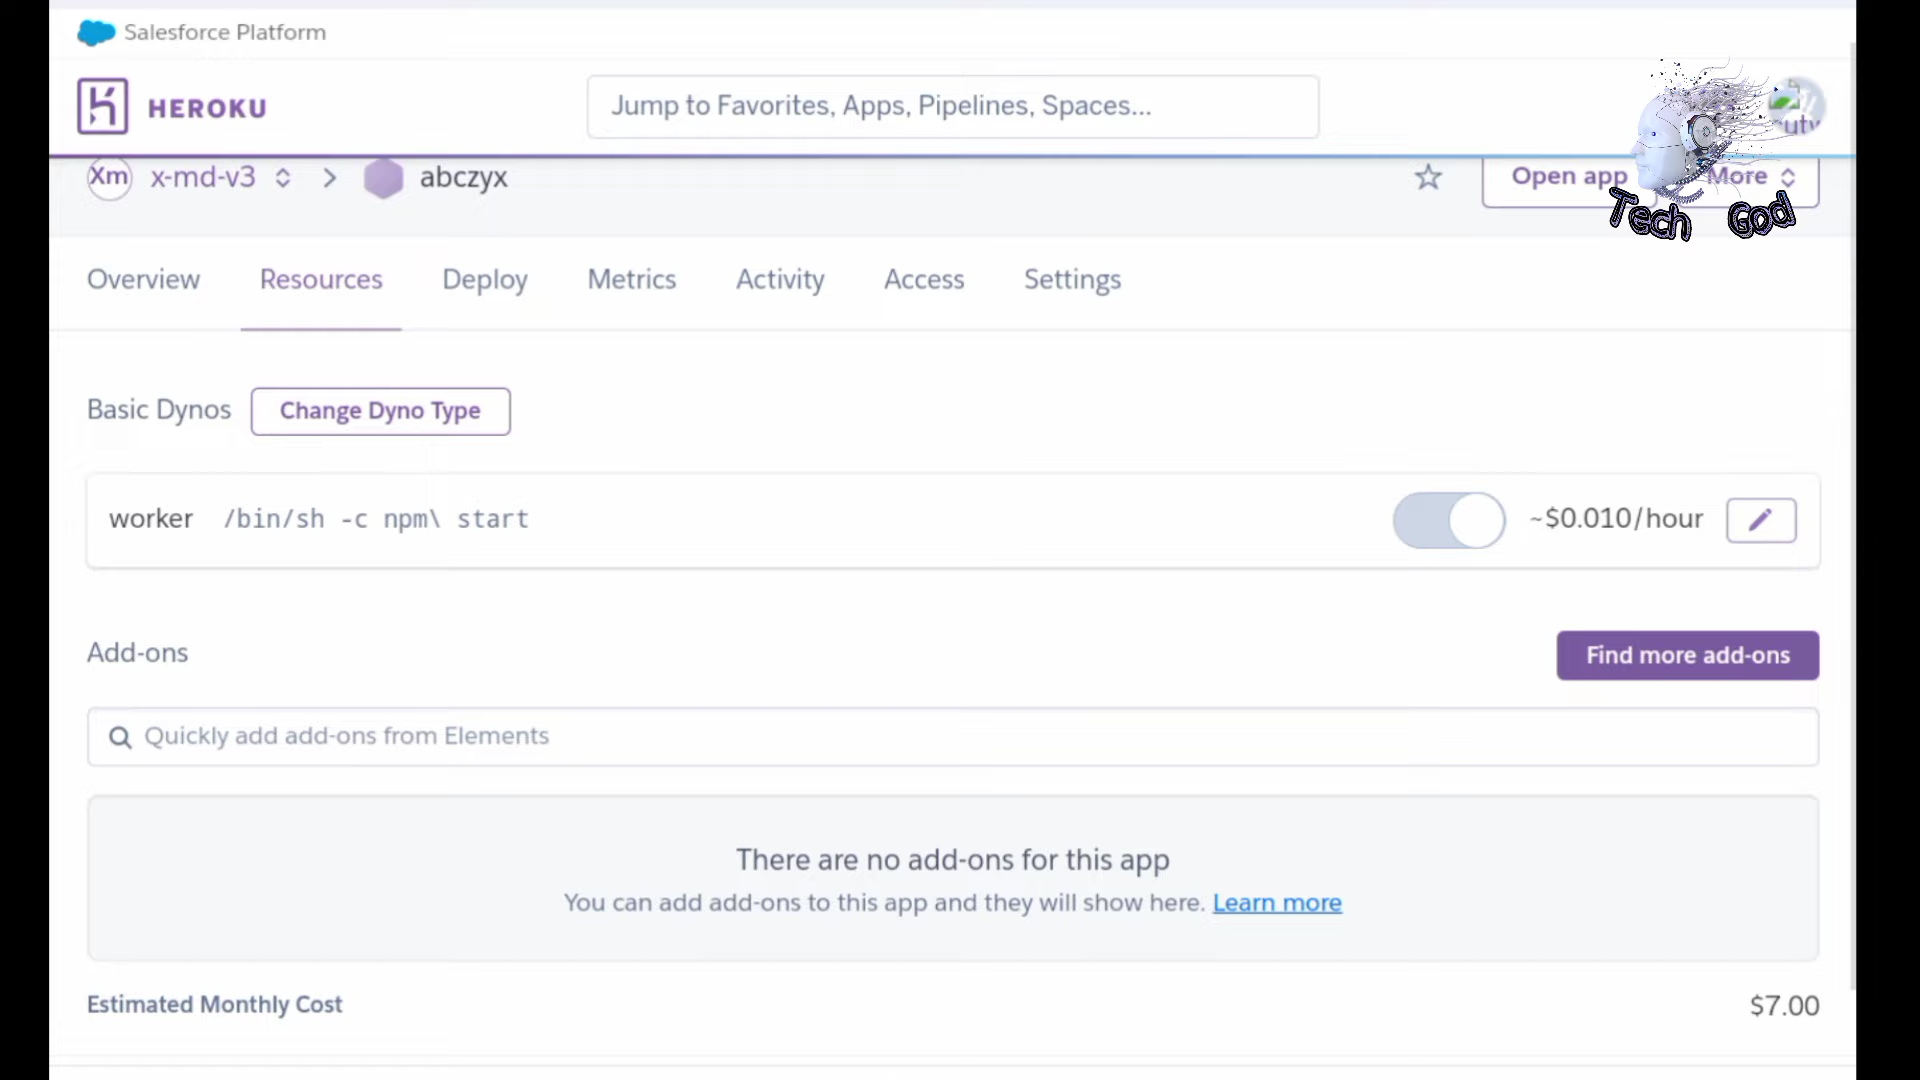 Salesforce Platform
HEROKU
Jump to Favorites, Apps, Pipelines, Spaces...
Xm x-md-v3 > abczyx
Open app
More
Tech God
Overview Resources Deploy Metrics Activity Access Settings
Basic Dynos Change Dyno Type
worker /bin/sh -c npm\ start ~$0.010/hour
Add-ons Find more add-ons
Quickly add add-ons from Elements
There are no add-ons for this app
You can add add-ons to this app and they will show here. Learn more
Estimated Monthly Cost $7.00